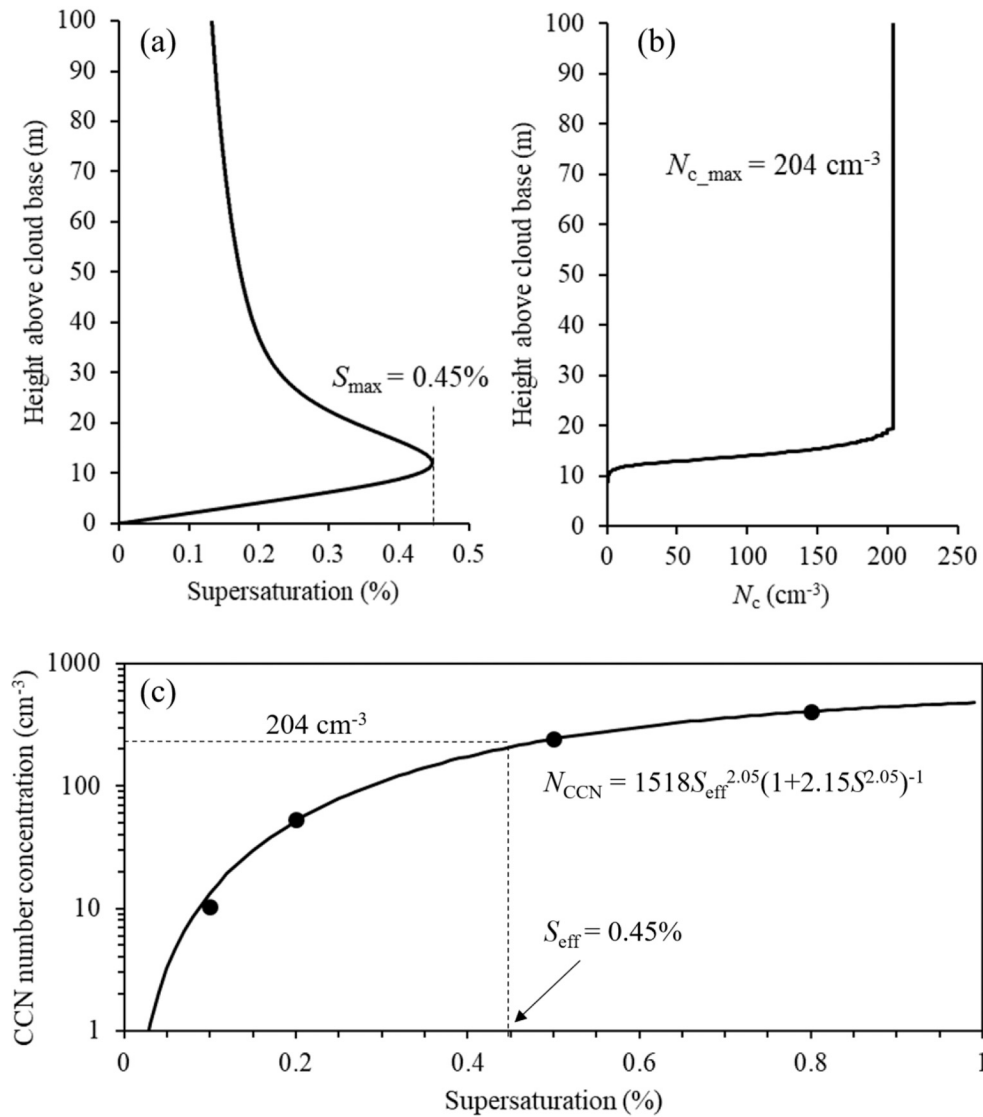 (a)
100
90
80
70
60
50
40
30
20
10
0
Height above cloud base (m)
S_max = 0.45%
0 0.1 0.2 0.3 0.4 0.5
Supersaturation (%)
(b)
100
90
80
70
60
50
40
30
20
10
0
Height above cloud base (m)
N_c_max = 204 cm⁻³
0 50 100 150 200 250
N_c (cm⁻³)
(c)
1000
100
10
1
CCN number concentration (cm⁻³)
204 cm⁻³
N_CCN = 1518S_eff^2.05(1+2.15S^2.05)⁻¹
S_eff = 0.45%
0 0.2 0.4 0.6 0.8 1
Supersaturation (%)